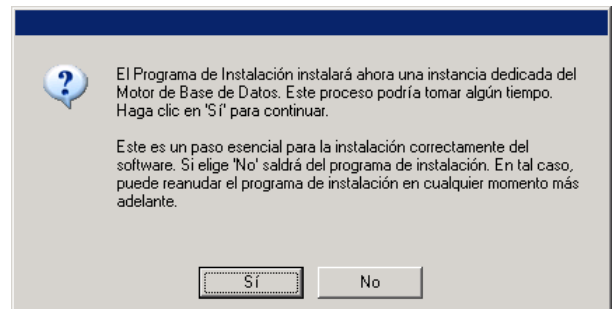 El Programa de Instalación instalará ahora una instancia dedicada del
Motor de Base de Datos. Este proceso podría tomar algún tiempo.
Haga clic en 'Sí' para continuar.
Este es un paso esencial para la instalación correctamente del
software. Si elige 'No' saldrá del programa de instalación. En tal caso,
puede reanudar el programa de instalación en cualquier momento más
adelante.
Sí
No